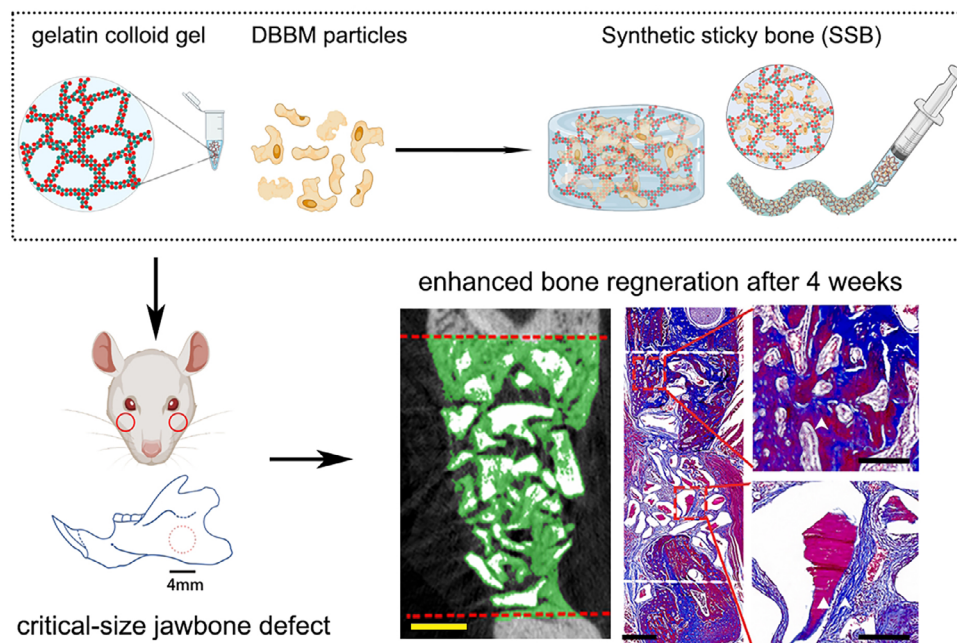 gelatin colloid gel
DBBM particles
Synthetic sticky bone (SSB)
enhanced bone regneration after 4 weeks
4mm
critical-size jawbone defect